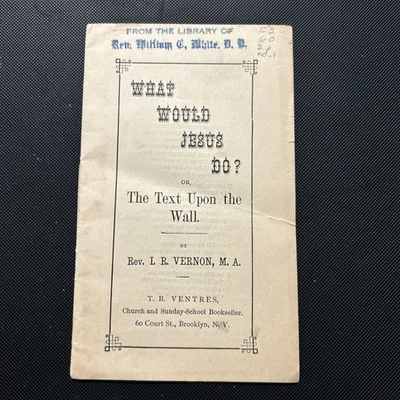 FROM THE LIBRARY OF
Rev. William C. White, D. D.
WHAT
WOULD
JESUS
DO?
OR,
The Text Upon the
Wall.
BY
Rev. I. R. VERNON, M. A.
T. B. VENTRES,
Church and Sunday-School Bookseller.
60 Court St., Brooklyn, N. Y.